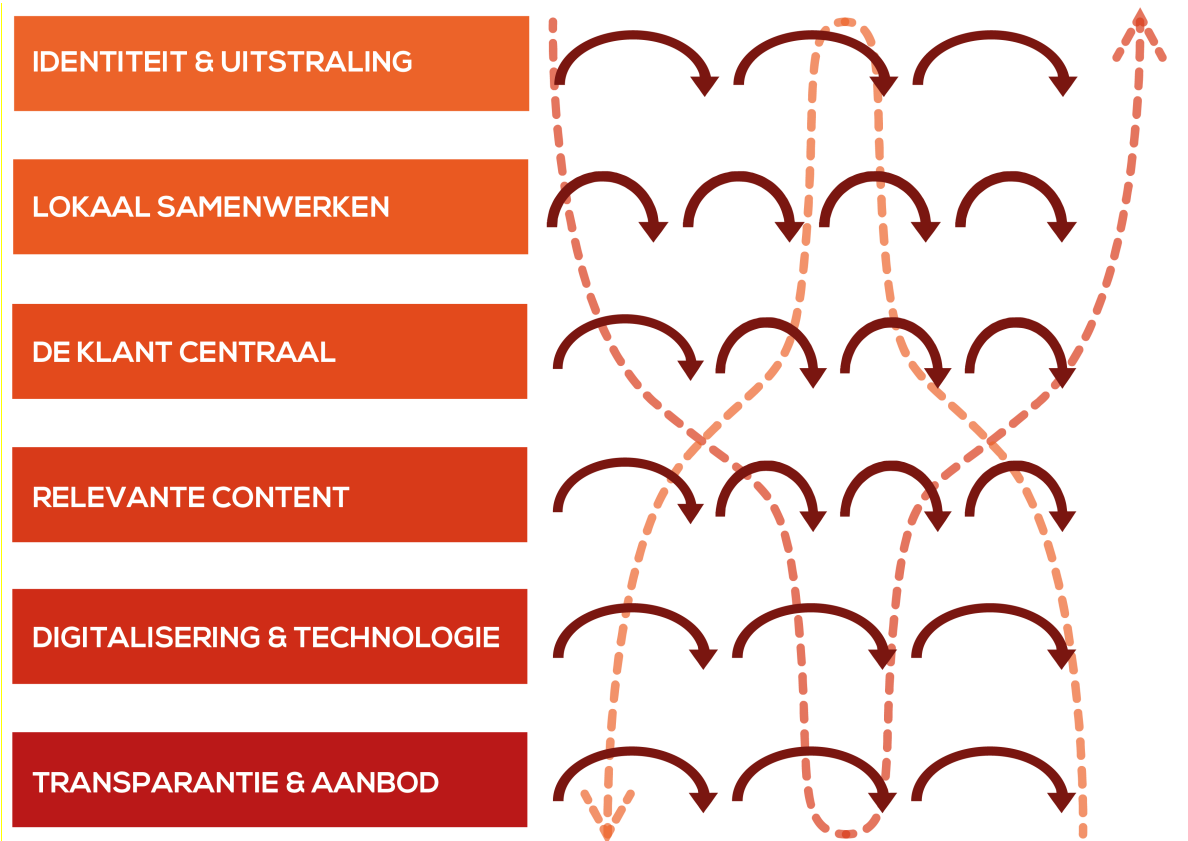 IDENTITEIT & UITSTRALING
LOKAAL SAMENWERKEN
DE KLANT CENTRAAL
RELEVANTE CONTENT
DIGITALISERING & TECHNOLOGIE
TRANSPARANTIE & AANBOD